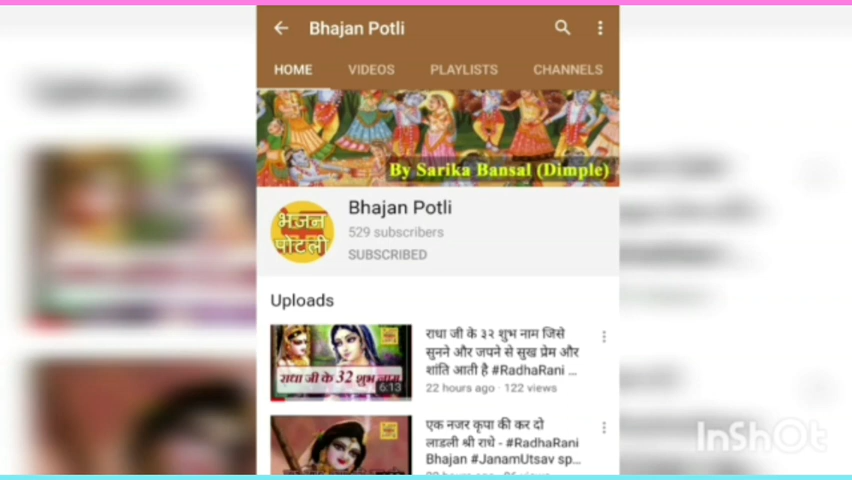 Bhajan Potli
HOME VIDEOS PLAYLISTS CHANNELS
By Sarika Bansal (Dimple)
भजन
पोटली
Bhajan Potli
529 subscribers
SUBSCRIBED
Uploads
राधा जी के 32 शुभ नाम
6:13
राधा जी के ३२ शुभ नाम जिसे
सुनने और जपने से सुख प्रेम और
शांति आती है #RadhaRani ...
22 hours ago · 122 views
एक नजर कृपा की कर दो
लाडली श्री राधे - #RadhaRani
Bhajan #JanamUtsav sp...
InShOt